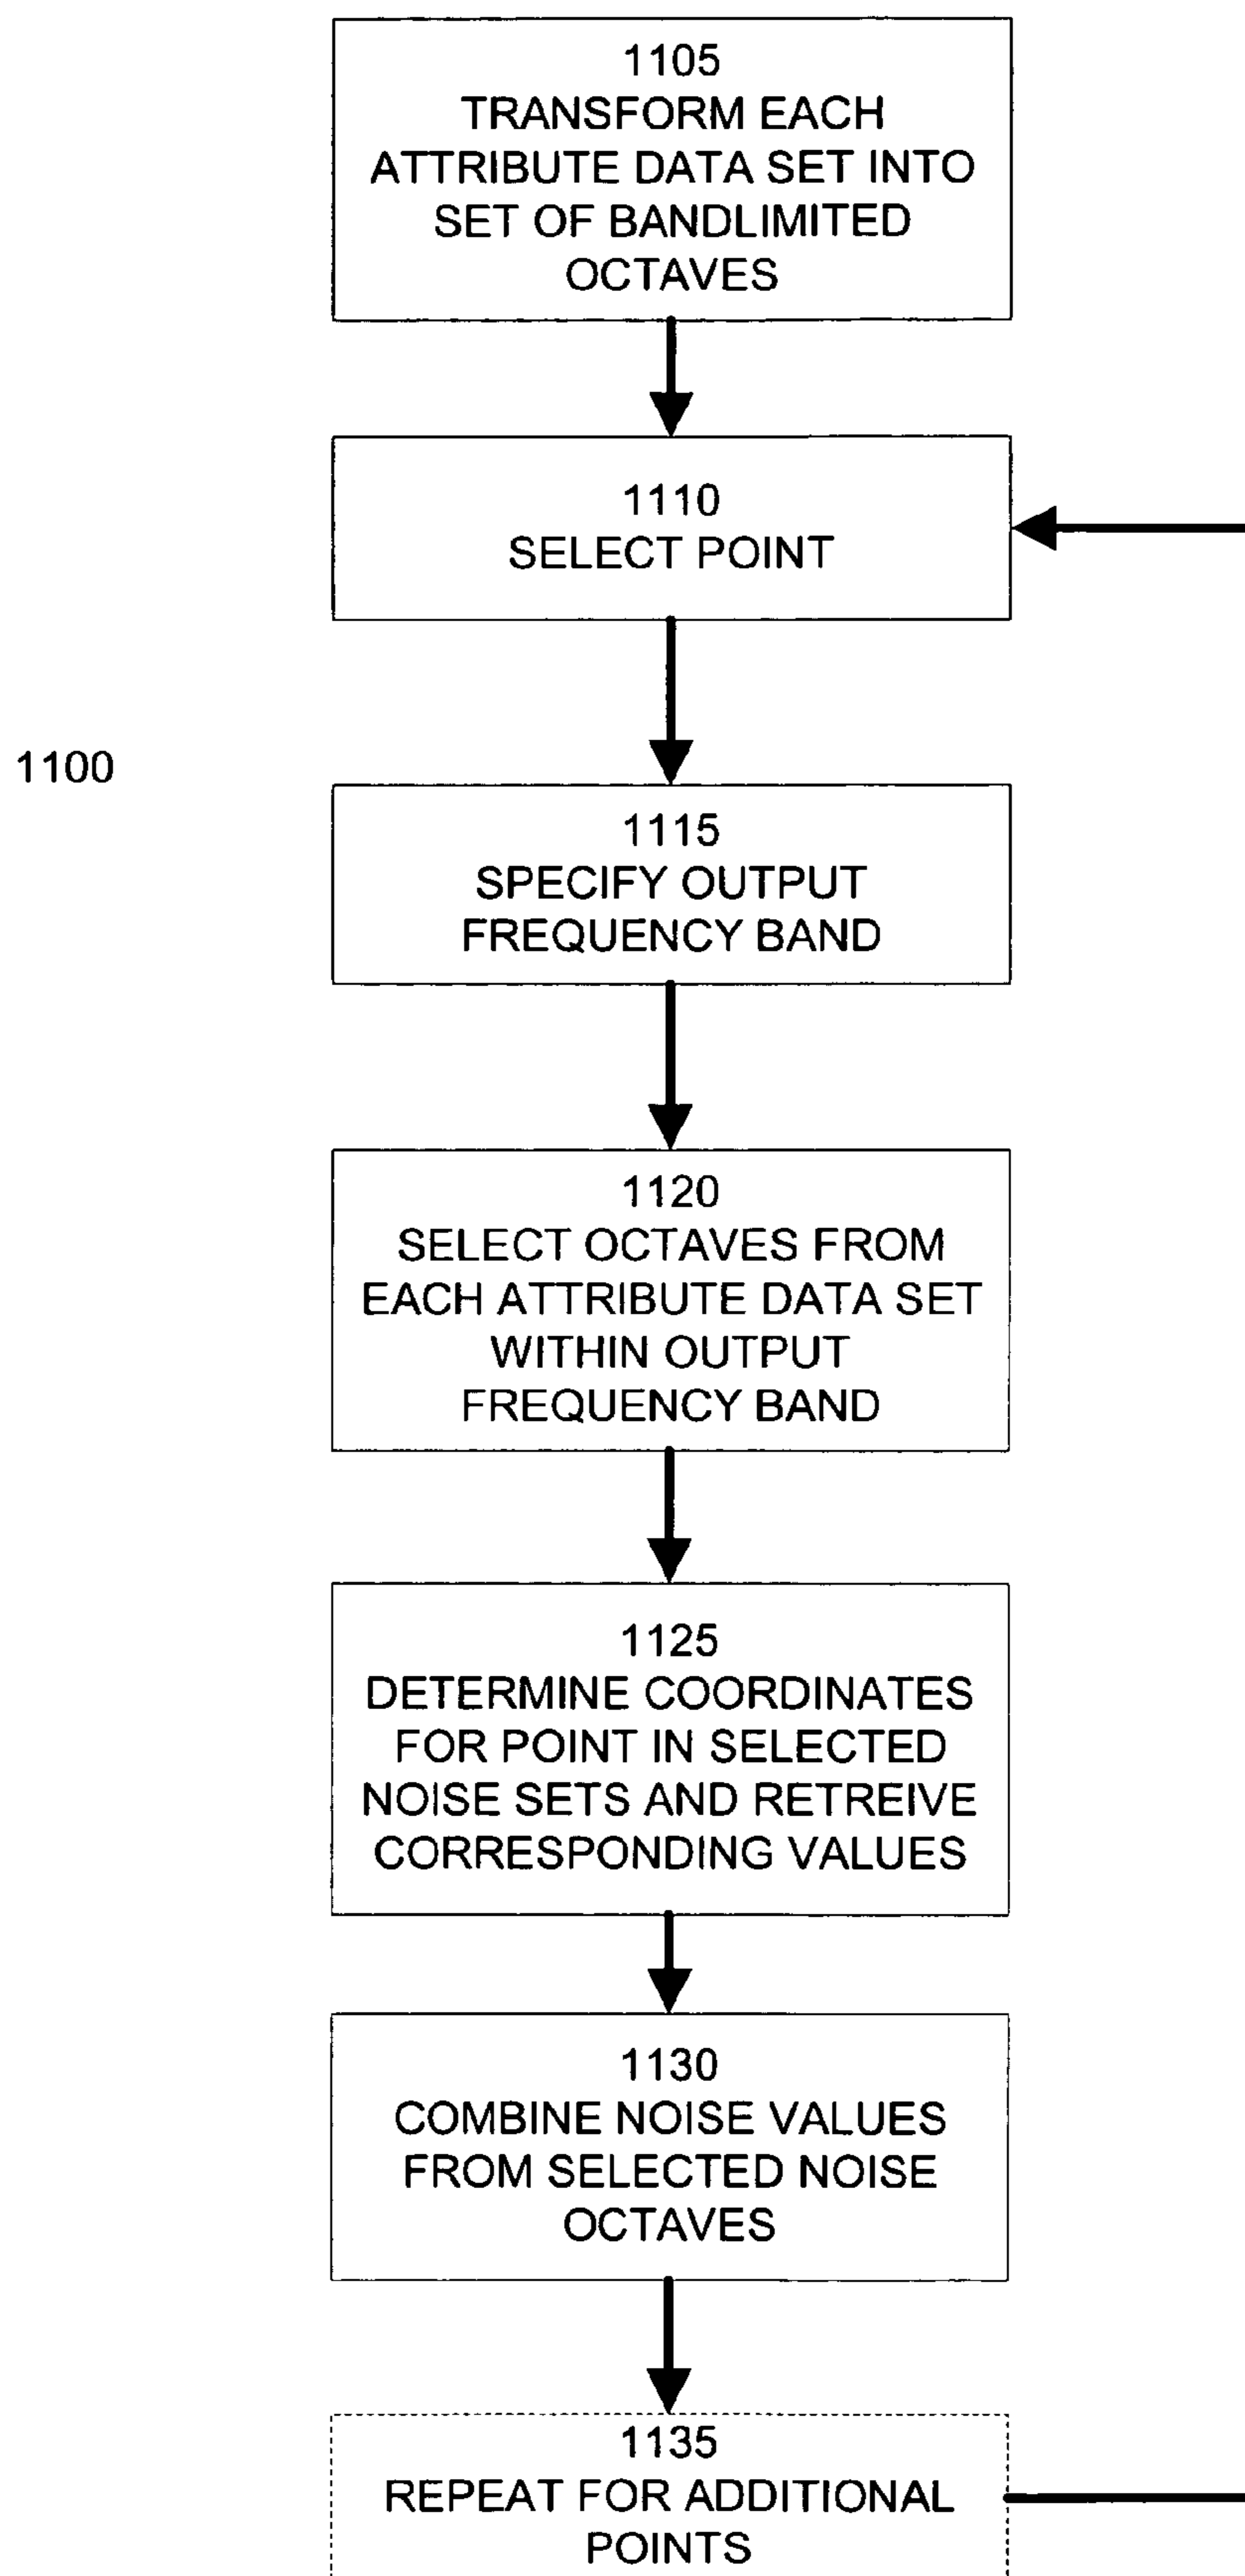 1105
TRANSFORM EACH
ATTRIBUTE DATA SET INTO
SET OF BANDLIMITED
OCTAVES
1110
SELECT POINT
1100
1115
SPECIFY OUTPUT
FREQUENCY BAND
1120
SELECT OCTAVES FROM
EACH ATTRIBUTE DATA SET
WITHIN OUTPUT
FREQUENCY BAND
1125
DETERMINE COORDINATES
FOR POINT IN SELECTED
NOISE SETS AND RETREIVE
CORRESPONDING VALUES
1130
COMBINE NOISE VALUES
FROM SELECTED NOISE
OCTAVES
1135
REPEAT FOR ADDITIONAL
POINTS